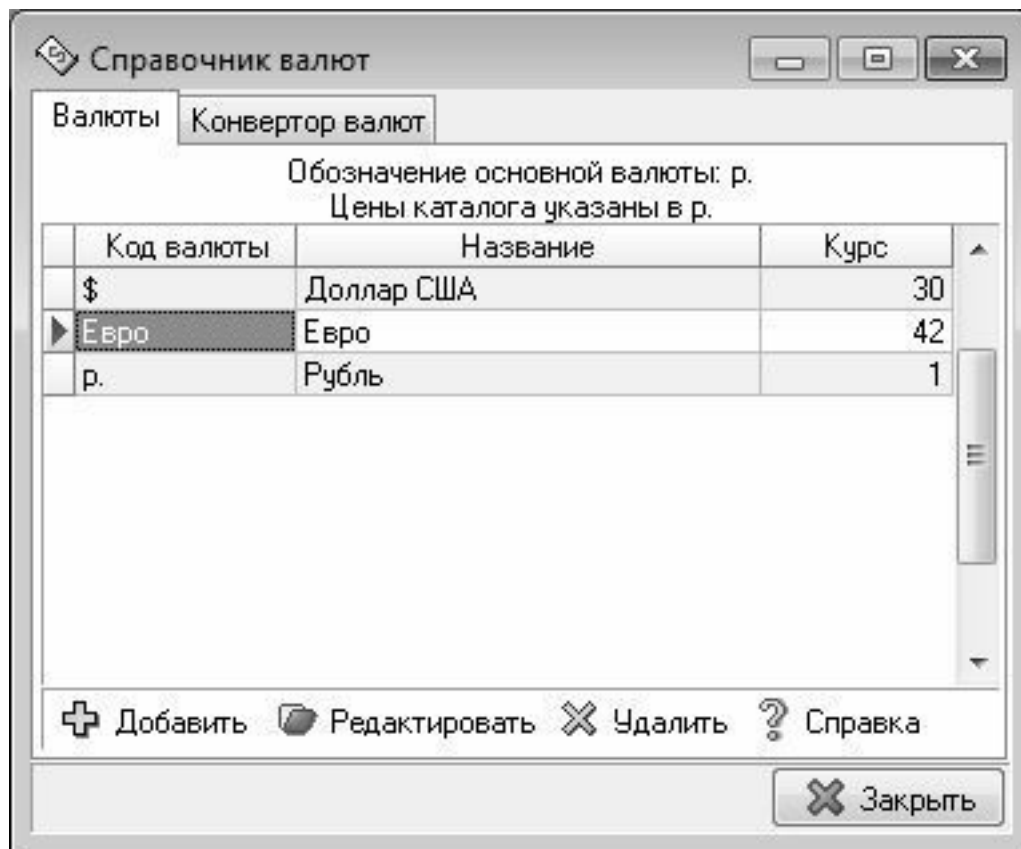 Справочник валют
Валюты Конвертор валют
Обозначение основной валюты: р.
Цены каталога указаны в р.
Код валюты Название Курс
$ Доллар США 30
Евро Евро 42
р. Рубль 1
Добавить Редактировать Удалить Справка
Закрыть